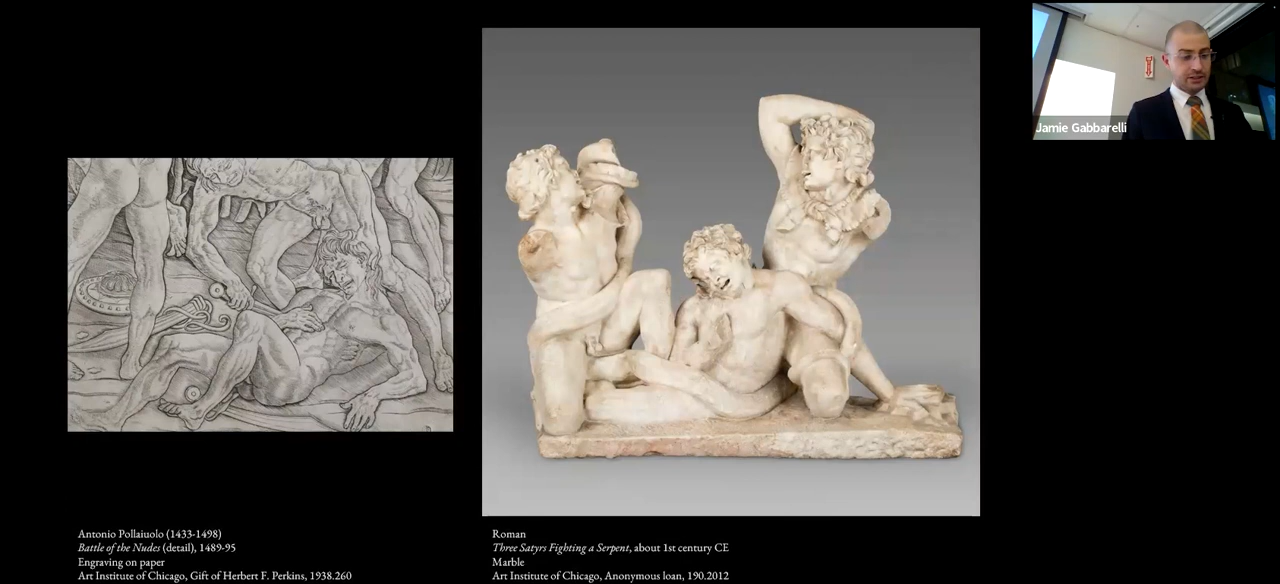 Jamie Gabbarelli
Antonio Pollaiuolo (1433-1498)
Battle of the Nudes (detail), 1489-95
Engraving on paper
Art Institute of Chicago, Gift of Herbert F. Perkins, 1938.260
Roman
Three Satyrs Fighting a Serpent, about 1st century CE
Marble
Art Institute of Chicago, Anonymous loan, 190.2012